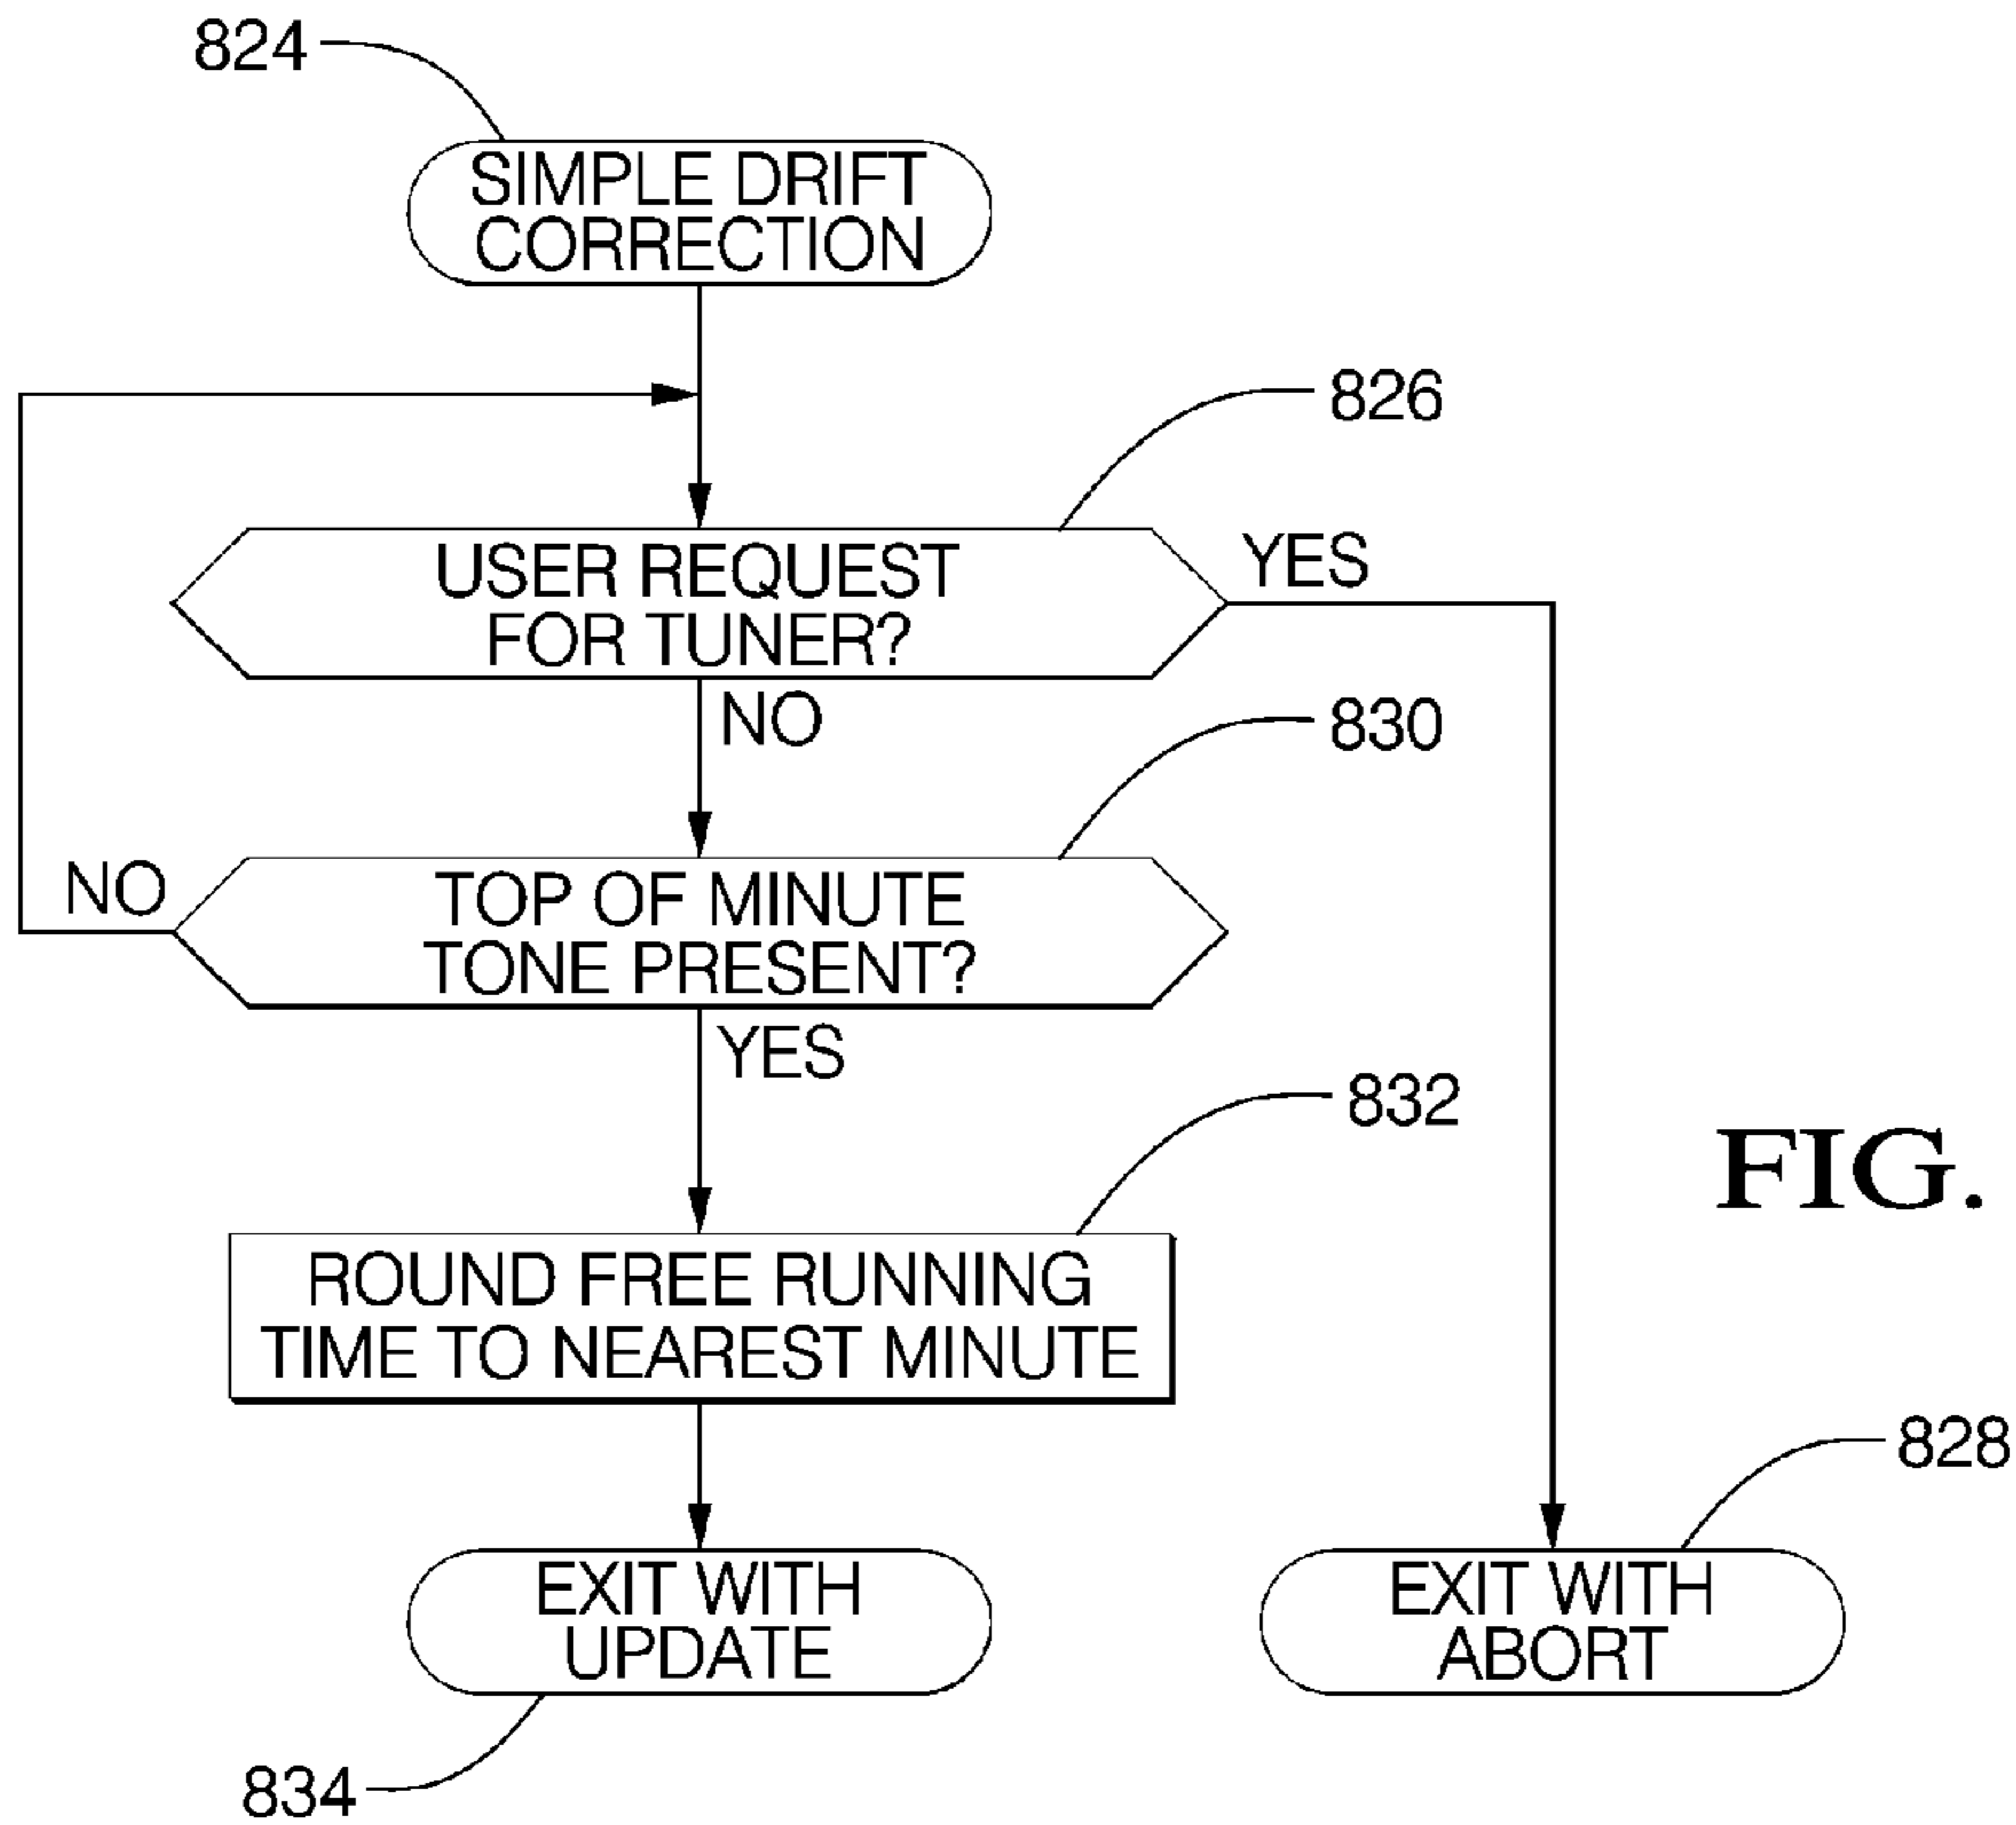 824
SIMPLE DRIFT
CORRECTION
826
USER REQUEST
FOR TUNER?
YES
NO
830
NO
TOP OF MINUTE
TONE PRESENT?
YES
832
FIG.
ROUND FREE RUNNING
TIME TO NEAREST MINUTE
828
EXIT WITH
UPDATE
EXIT WITH
ABORT
834